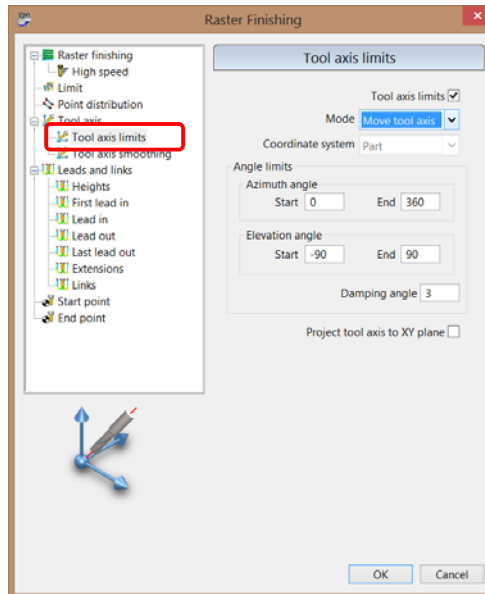 Raster Finishing
Raster finishing
High speed
Limit
Point distribution
Tool axis
Tool axis limits
Tool axis smoothing
Leads and links
Heights
First lead in
Lead in
Lead out
Last lead out
Extensions
Links
Start point
End point
Tool axis limits
Tool axis limits
Mode Move tool axis
Coordinate system Part
Angle limits
Azimuth angle
Start 0 End 360
Elevation angle
Start -90 End 90
Damping angle 3
Project tool axis to XY plane
OK Cancel